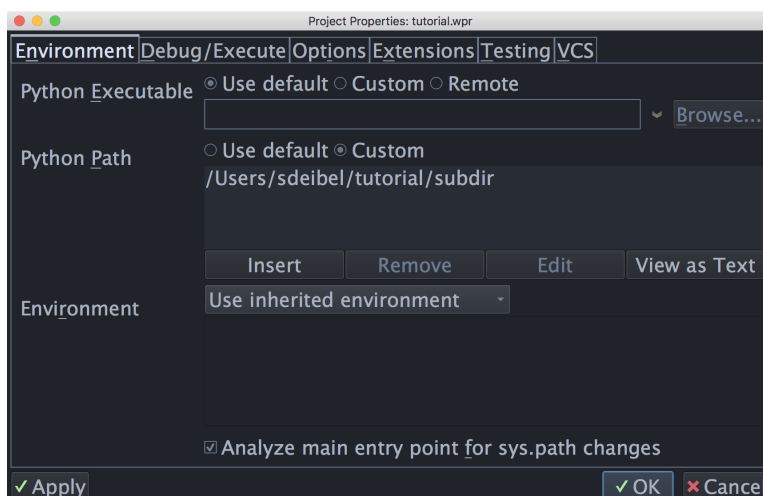 Project Properties: tutorial.wpr
Environment Debug/Execute Options Extensions Testing VCS
Python Executable Use default Custom Remote
Browse...
Python Path Use default Custom
/Users/sdeibel/tutorial/subdir
Insert Remove Edit View as Text
Environment Use inherited environment
Analyze main entry point for sys.path changes
Apply OK Cance